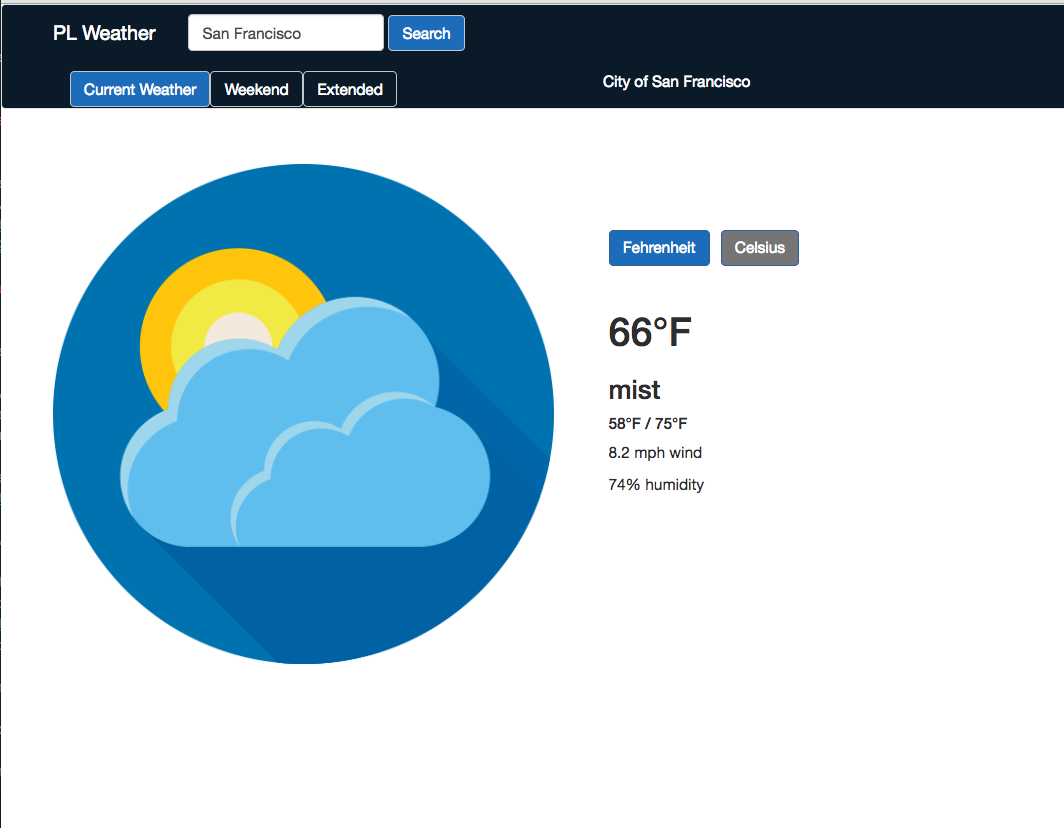 PL Weather San Francisco Search
Current Weather Weekend Extended City of San Francisco
Fehrenheit Celsius
66°F
mist
58°F / 75°F
8.2 mph wind
74% humidity